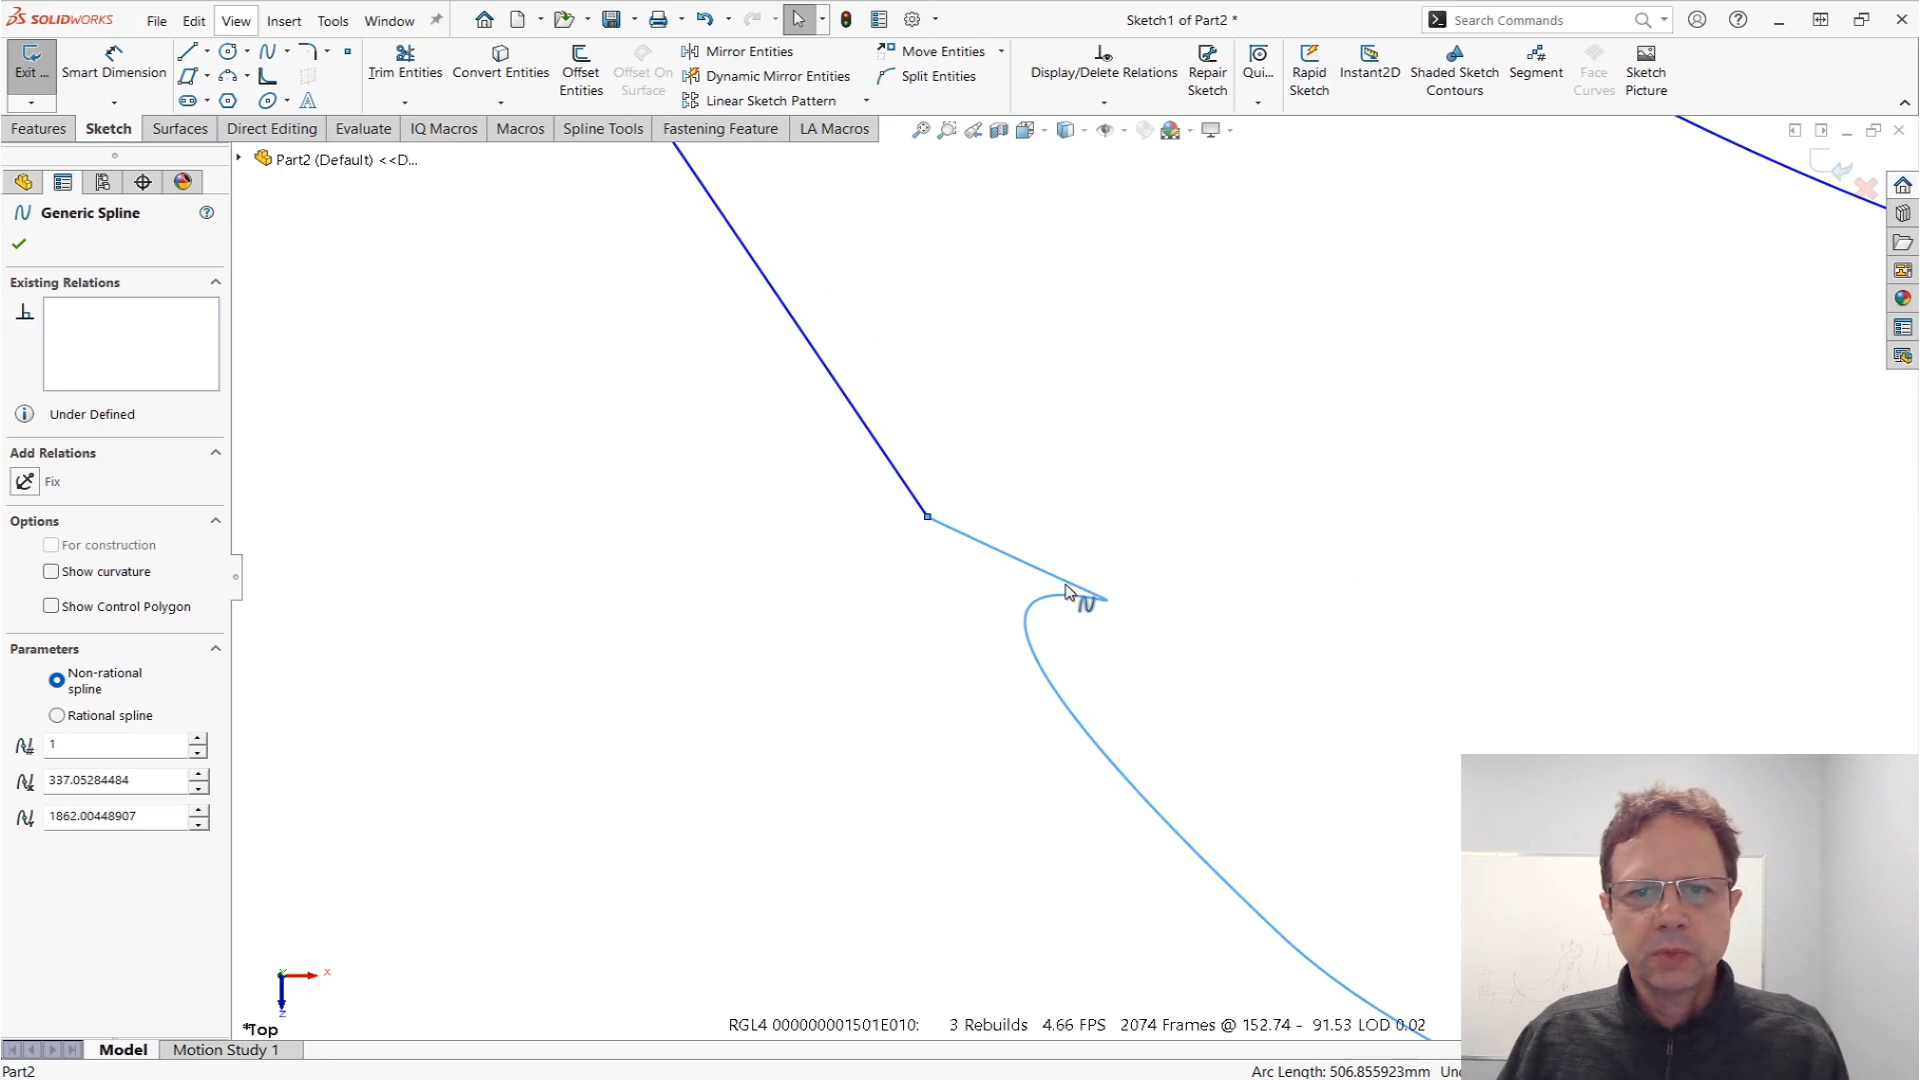 SOLIDWORKS File Edit View Insert Tools Window Sketch1 of Part2 * Search Commands
Exit ... Smart Dimension Trim Entities Convert Entities Offset Entities Offset On Surface Mirror Entities Dynamic Mirror Entities Linear Sketch Pattern Move Entities Split Entities Display/Delete Relations Repair Sketch Qui... Rapid Sketch Instant2D Shaded Sketch Contours Segment Face Curves Sketch Picture
Features Sketch Surfaces Direct Editing Evaluate IQ Macros Macros Spline Tools Fastening Feature LA Macros
Part2 (Default) <<D...
Generic Spline
Existing Relations
Under Defined
Add Relations
Fix
Options
For construction
Show curvature
Show Control Polygon
Parameters
Non-rational
spline
Rational spline
1
337.05284484
1862.00448907
X
Z
*Top
RGL4 000000001501E010: 3 Rebuilds 4.66 FPS 2074 Frames @ 152.74 - 91.53 LOD 0.02
Model Motion Study 1
Part2 Arc Length: 506.855923mm